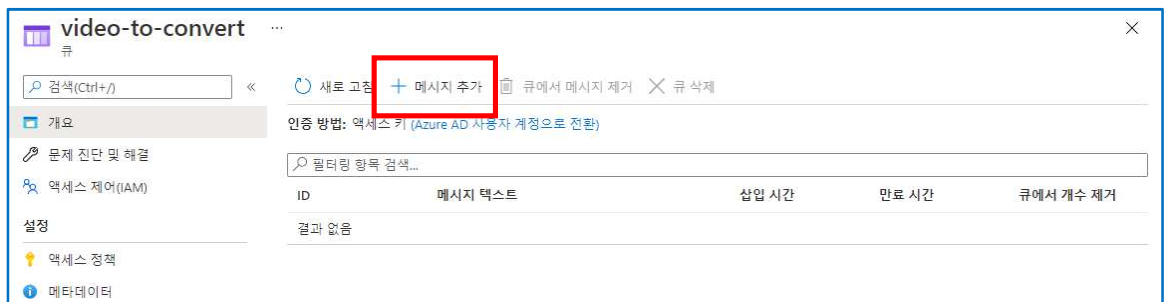 video-to-convert ...
큐
검색(Ctrl+/)
개요
문제 진단 및 해결
액세스 제어(IAM)
설정
액세스 정책
메타데이터
새로 고침 메시지 추가 큐에서 메시지 제거 큐 삭제
인증 방법: 액세스 키 (Azure AD 사용자 계정으로 전환)
필터링 항목 검색...
ID 메시지 텍스트 삽입 시간 만료 시간 큐에서 개수 제거
결과 없음